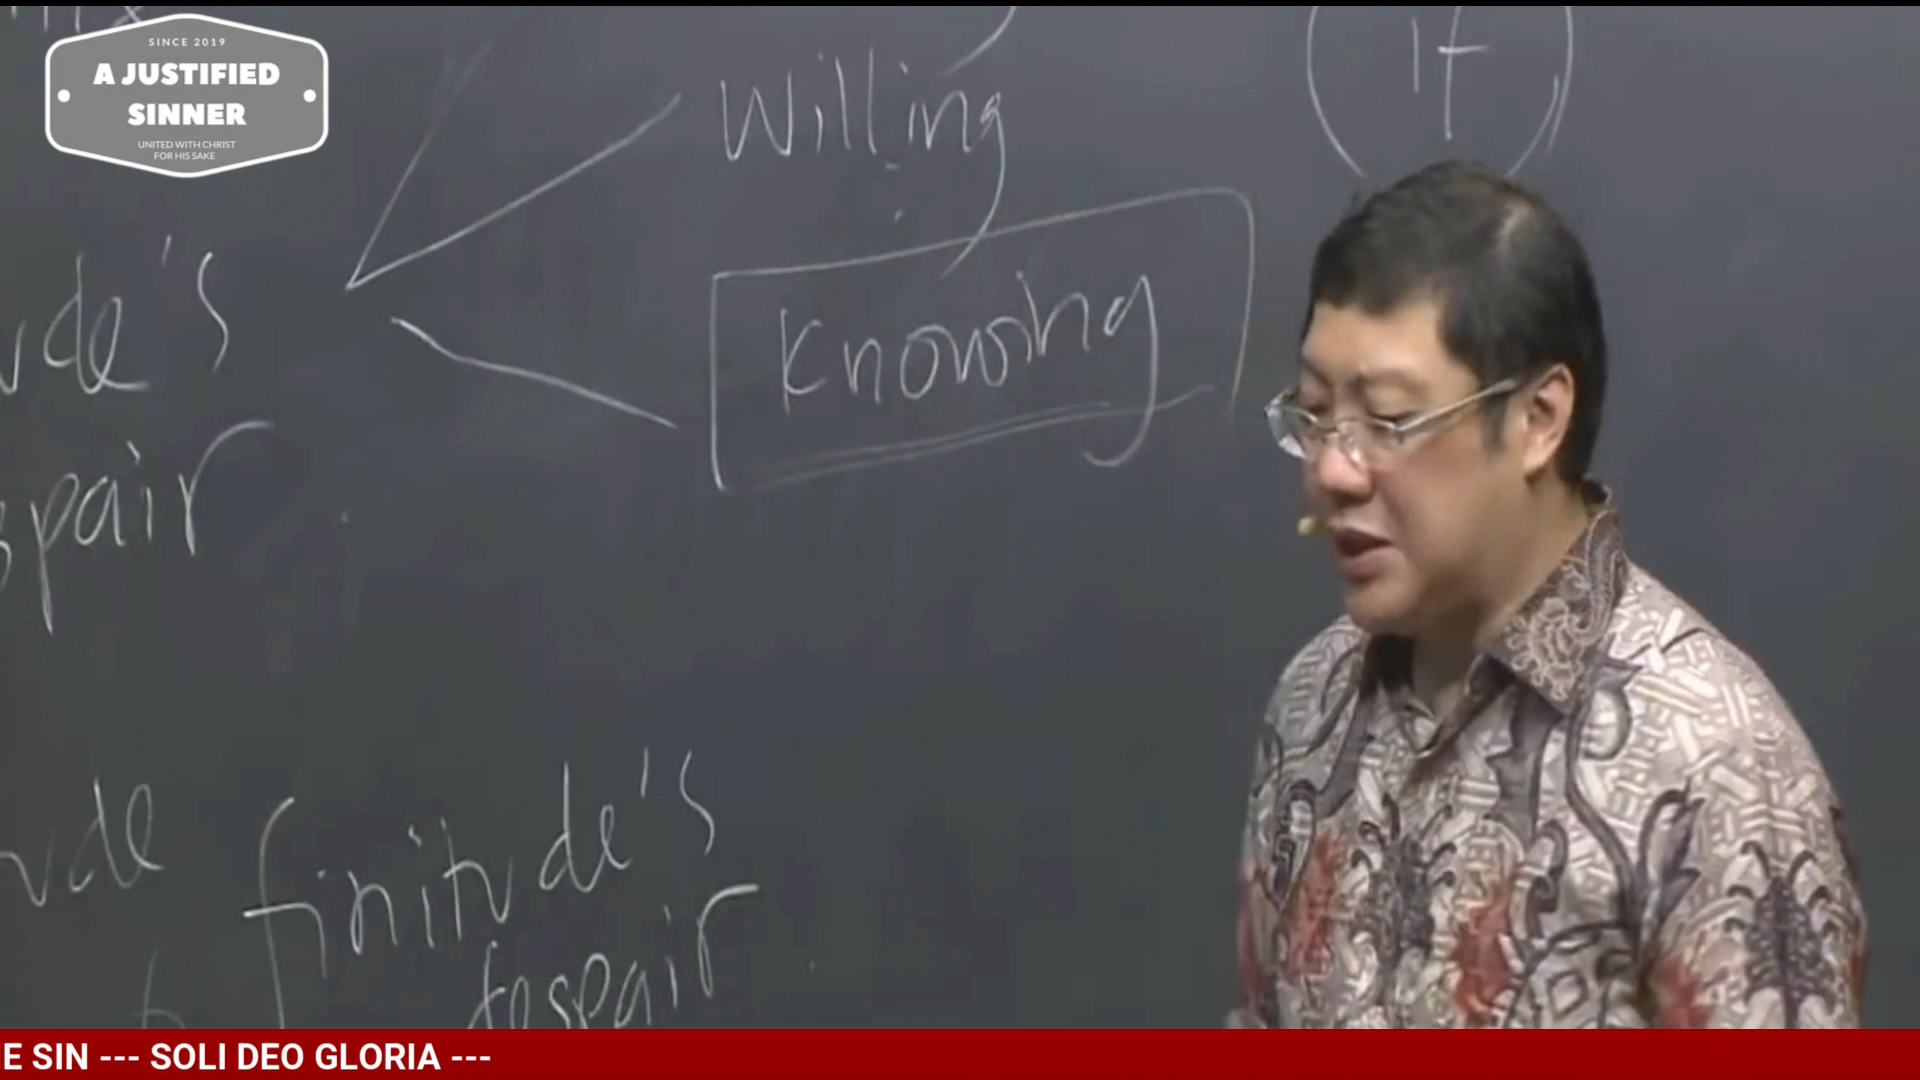 SINCE 2019
A JUSTIFIED
SINNER
UNITED WITH CHRIST
FOR HIS SAKE
If
Willing
Knowing
finitude's
despair
E SIN --- SOLI DEO GLORIA ---